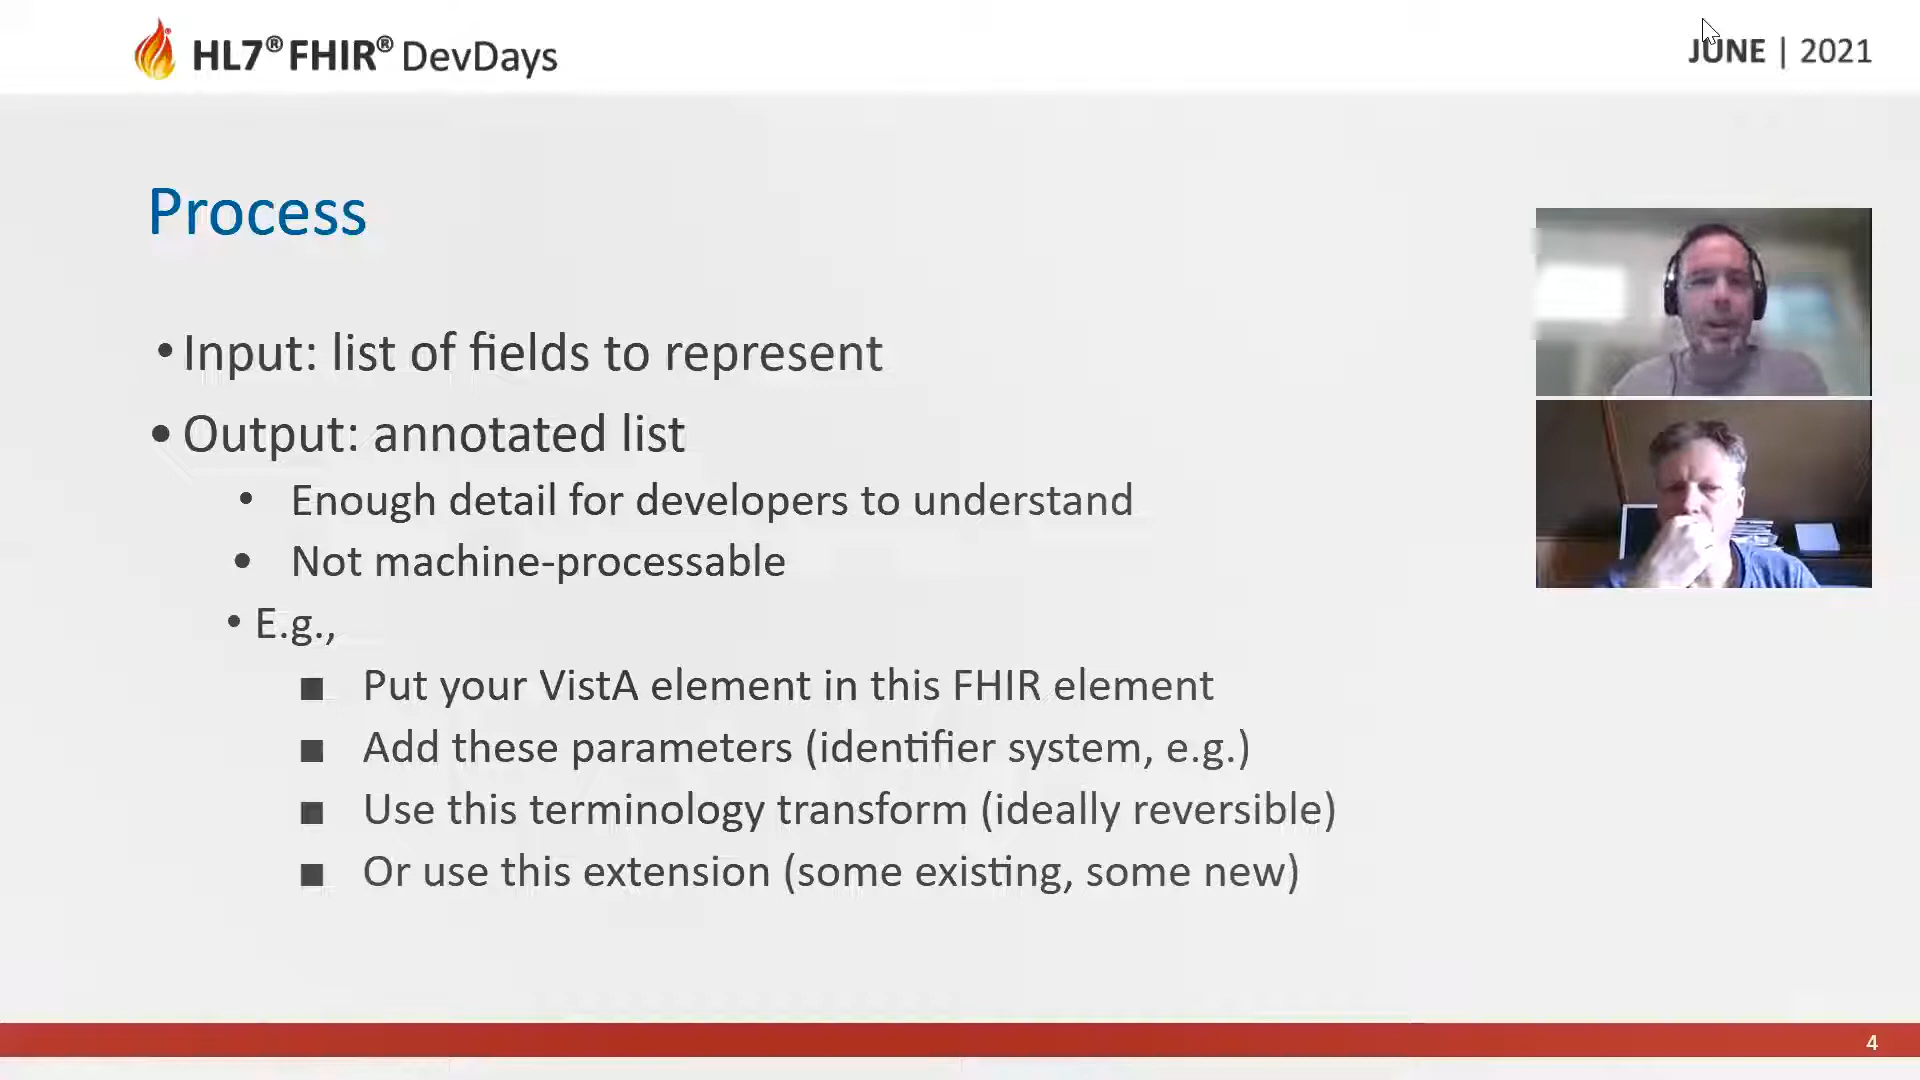 HL7® FHIR® DevDays
JUNE | 2021
Process
• Input: list of fields to represent
• Output: annotated list
• Enough detail for developers to understand
• Not machine-processable
• E.g.,
■ Put your VistA element in this FHIR element
■ Add these parameters (identifier system, e.g.)
■ Use this terminology transform (ideally reversible)
■ Or use this extension (some existing, some new)
4